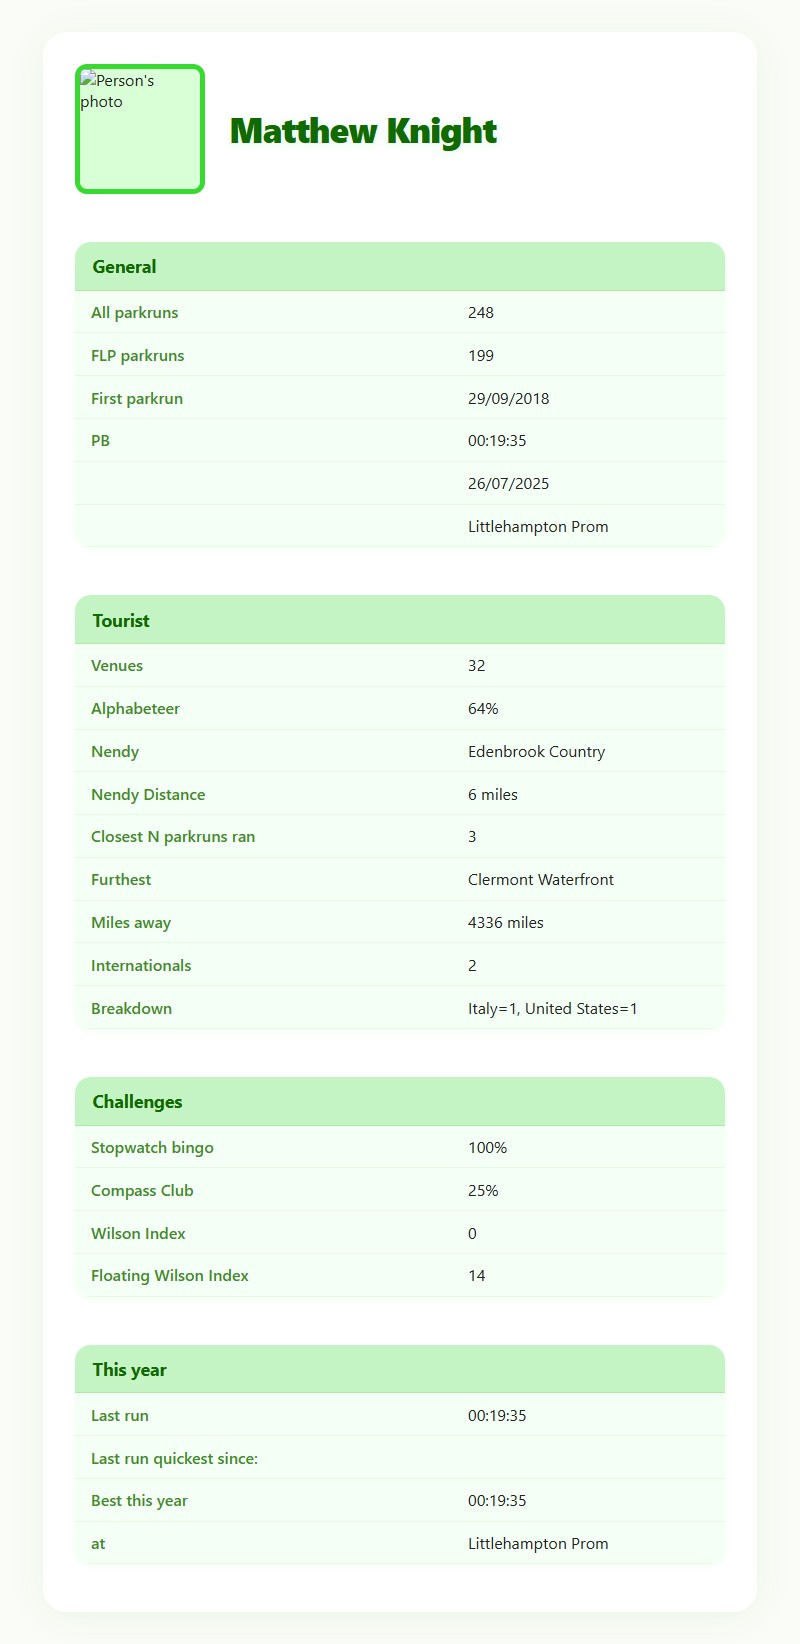 Person's
photo
Matthew Knight
General
All parkruns 248
FLP parkruns 199
First parkrun 29/09/2018
PB 00:19:35
26/07/2025
Littlehampton Prom
Tourist
Venues 32
Alphabeteer 64%
Nendy Edenbrook Country
Nendy Distance 6 miles
Closest N parkruns ran 3
Furthest Clermont Waterfront
Miles away 4336 miles
Internationals 2
Breakdown Italy=1, United States=1
Challenges
Stopwatch bingo 100%
Compass Club 25%
Wilson Index 0
Floating Wilson Index 14
This year
Last run 00:19:35
Last run quickest since:
Best this year 00:19:35
at Littlehampton Prom